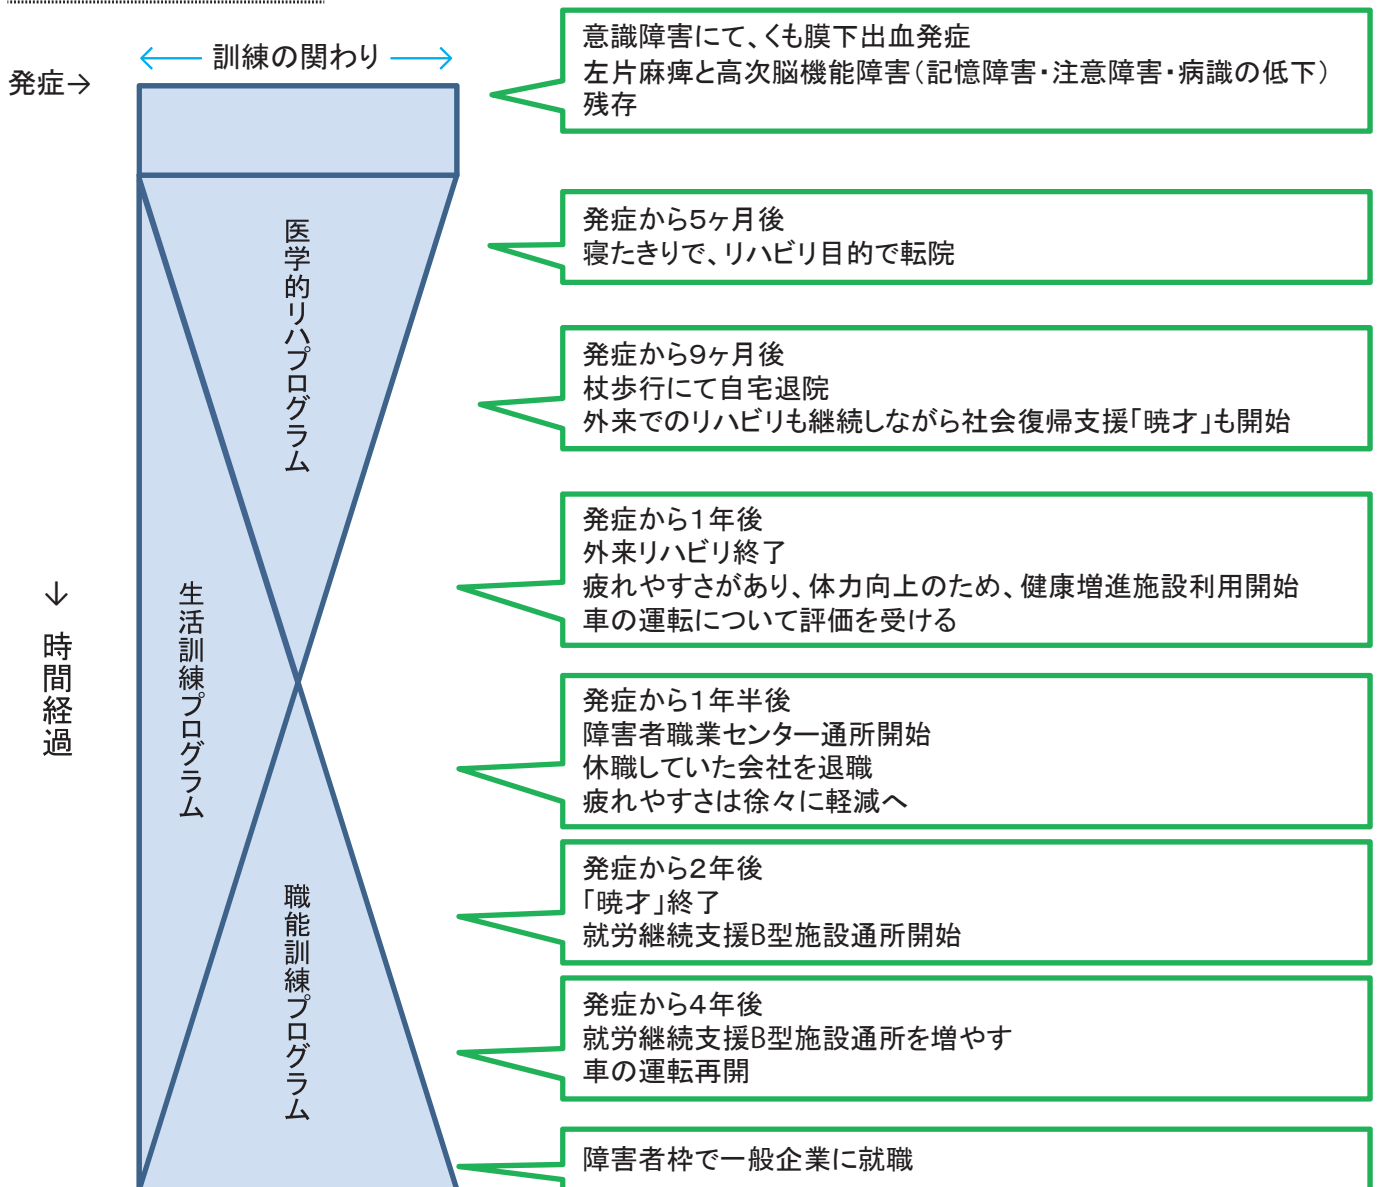 訓練の関わり
発症→
意識障害にて、くも膜下出血発症
左片麻痺と高次脳機能障害（記憶障害・注意障害・病識の低下）
残存
発症から5ヶ月後
寝たきりで、リハビリ目的で転院
発症から9ヶ月後
杖歩行にて自宅退院
外来でのリハビリも継続しながら社会復帰支援「暁才」も開始
発症から1年後
外来リハビリ終了
疲れやすさがあり、体力向上のため、健康増進施設利用開始
車の運転について評価を受ける
発症から1年半後
障害者職業センター通所開始
休職していた会社を退職
疲れやすさは徐々に軽減へ
発症から2年後
「暁才」終了
就労継続支援B型施設通所開始
発症から4年後
就労継続支援B型施設通所を増やす
車の運転再開
障害者枠で一般企業に就職
医学的リハプログラム
生活訓練プログラム
職能訓練プログラム
↓ 時間経過